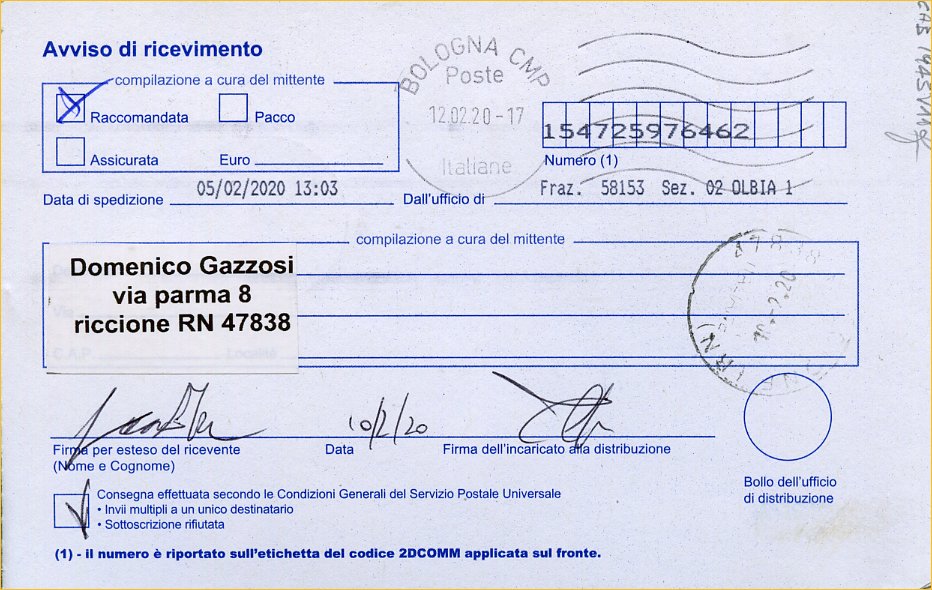 Avviso di ricevimento
compilazione a cura del mittente
Raccomandata
Pacco
Assicurata
Euro
BOLOGNA CMP
Poste
12.02.20-17
Italiane
154725976462
Numero (1)
Data di spedizione 05/02/2020 13:03
Dall'ufficio di Fraz. 58153 Sez. 02 OLBIA 1
compilazione a cura del mittente
Domenico Gazzosi
via parma 8
riccione RN 47838
C.A.P.
Località
47838
(RN)
10/2/20
Firma per esteso del ricevente
(Nome e Cognome)
Data
Firma dell'incaricato alla distribuzione
Bollo dell'ufficio
di distribuzione
Consegna effettuata secondo le Condizioni Generali del Servizio Postale Universale
• Invii multipli a un unico destinatario
• Sottoscrizione rifiutata
(1) - il numero è riportato sull'etichetta del codice 2DCOMM applicata sul fronte.